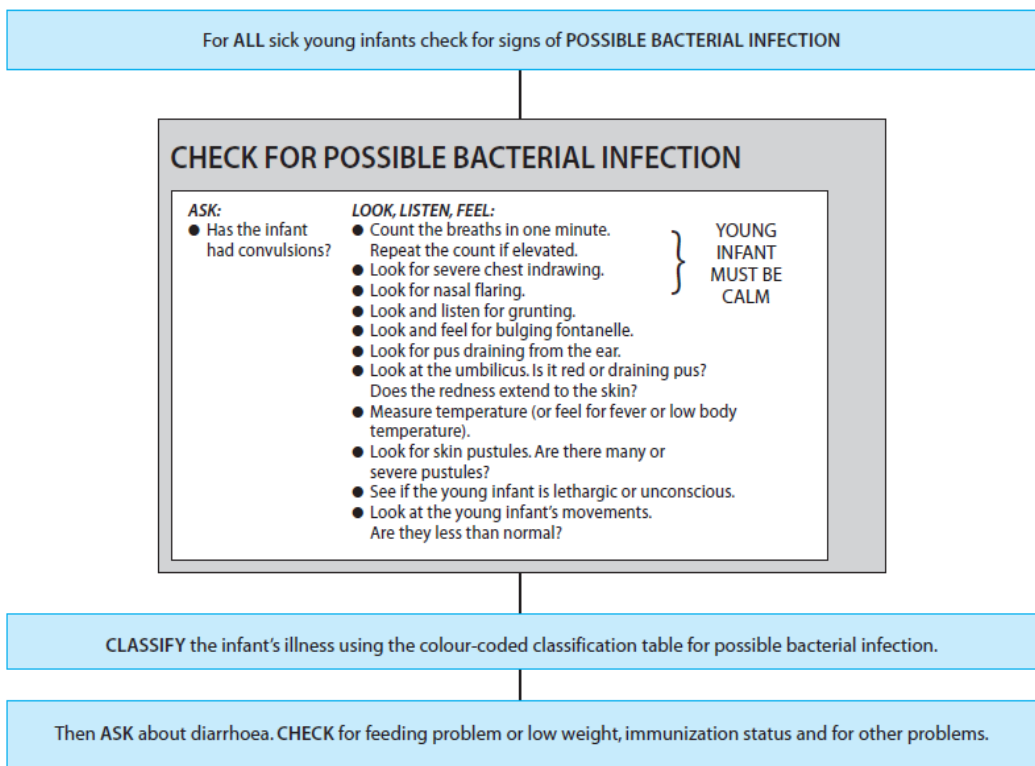 For ALL sick young infants check for signs of POSSIBLE BACTERIAL INFECTION
CHECK FOR POSSIBLE BACTERIAL INFECTION
ASK:
● Has the infant
had convulsions?
LOOK, LISTEN, FEEL:
● Count the breaths in one minute.
Repeat the count if elevated.
● Look for severe chest indrawing.
● Look for nasal flaring.
● Look and listen for grunting.
● Look and feel for bulging fontanelle.
● Look for pus draining from the ear.
● Look at the umbilicus. Is it red or draining pus?
Does the redness extend to the skin?
● Measure temperature (or feel for fever or low body
temperature).
● Look for skin pustules. Are there many or
severe pustules?
● See if the young infant is lethargic or unconscious.
● Look at the young infant's movements.
Are they less than normal?
YOUNG
INFANT
MUST BE
CALM
CLASSIFY the infant's illness using the colour-coded classification table for possible bacterial infection.
Then ASK about diarrhoea. CHECK for feeding problem or low weight, immunization status and for other problems.